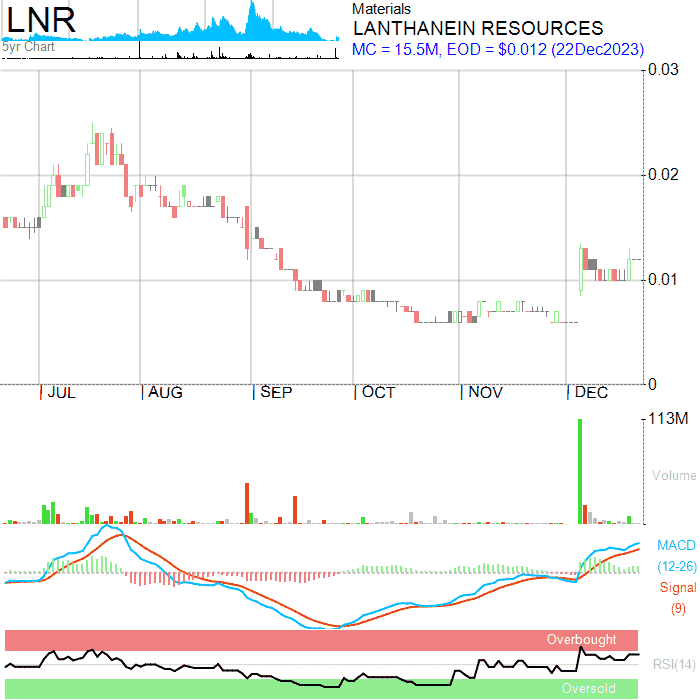 LNR
5yr Chart
Materials
LANTHANEIN RESOURCES
MC = 15.5M, EOD = $0.012 (22Dec2023)
0.03
0.02
0.01
0
JUL AUG SEP OCT NOV DEC
113M
Volume
MACD
(12-26)
Signal
(9)
Overbought
RSI(14)
Oversold